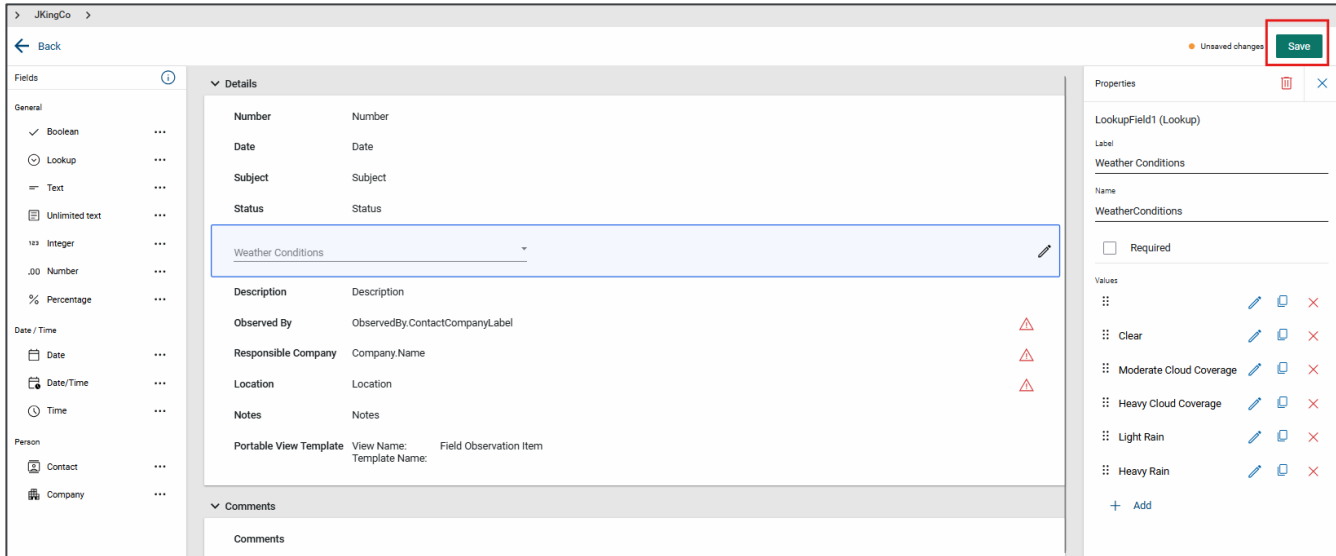 JKingCo
Back
Unsaved changes
Save
Fields
General
Boolean
Lookup
Text
Unlimited text
123 Integer
.00 Number
% Percentage
Date / Time
Date
Date/Time
Time
Person
Contact
Company
Details
Number Number
Date Date
Subject Subject
Status Status
Weather Conditions
Description Description
Observed By ObservedBy.ContactCompanyLabel
Responsible Company Company.Name
Location Location
Notes Notes
Portable View Template View Name: Field Observation Item
Template Name:
Comments
Comments
Properties
LookupField1 (Lookup)
Label
Weather Conditions
Name
WeatherConditions
Required
Values
Clear
Moderate Cloud Coverage
Heavy Cloud Coverage
Light Rain
Heavy Rain
+ Add